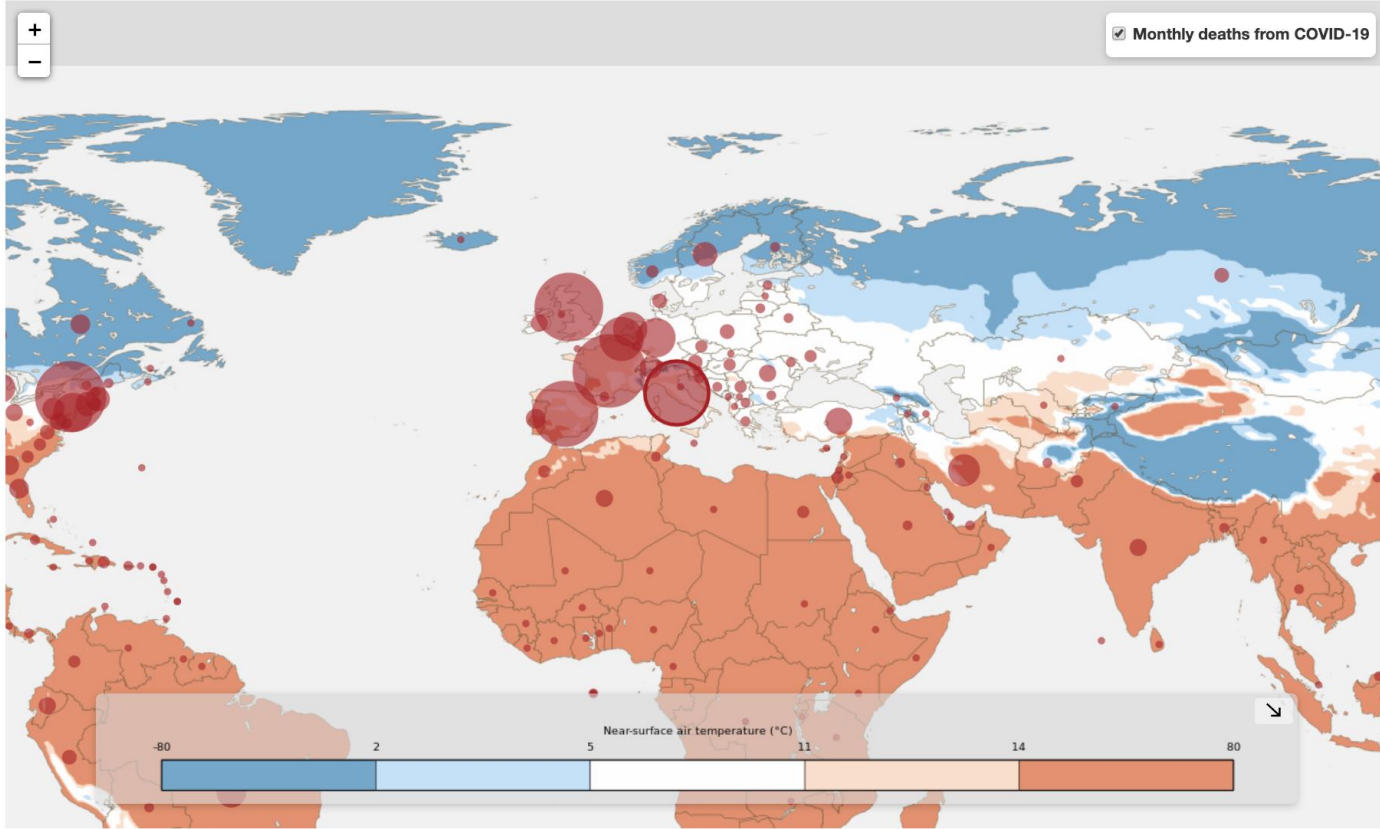 +
−
Monthly deaths from COVID-19
Near-surface air temperature (°C)
-80 2 5 11 14 80